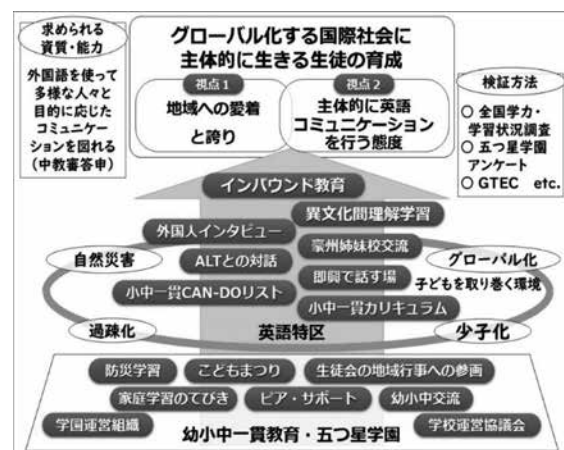 求められる
資質・能力
外国語を使って
多様な人々と
目的に応じた
コミュニケー
ションを図れる
(中教審答申)
グローバル化する国際社会に
主体的に生きる生徒の育成
視点1
地域への愛着
と誇り
視点2
主体的に英語
コミュニケーション
を行う態度
検証方法
○ 全国学力・
学習状況調査
○ 五つ星学園
アンケート
○ GTEC etc.
インバウンド教育
異文化間理解学習
外国人インタビュー
豪州姉妹校交流
自然災害
ALTとの対話
グローバル化
即興で話す場
子どもを取り巻く環境
小中一貫CAN-DOリスト
小中一貫カリキュラム
過疎化
英語特区
少子化
防災学習
こどもまつり
生徒会の地域行事への参画
家庭学習のてびき
ピア・サポート
幼小中交流
学園運営組織
学校運営協議会
幼小中一貫教育・五つ星学園